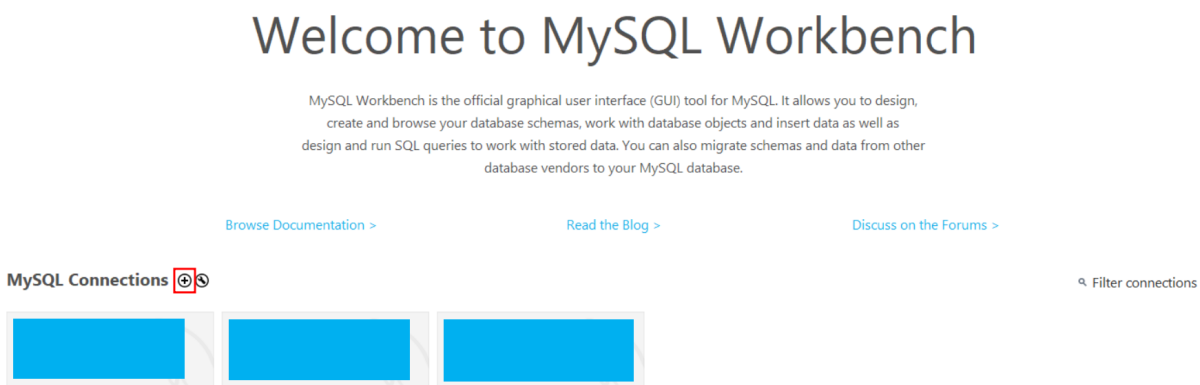 Welcome to MySQL Workbench
MySQL Workbench is the official graphical user interface (GUI) tool for MySQL. It allows you to design,
create and browse your database schemas, work with database objects and insert data as well as
design and run SQL queries to work with stored data. You can also migrate schemas and data from other
database vendors to your MySQL database.
Browse Documentation >
Read the Blog >
Discuss on the Forums >
MySQL Connections
Filter connections